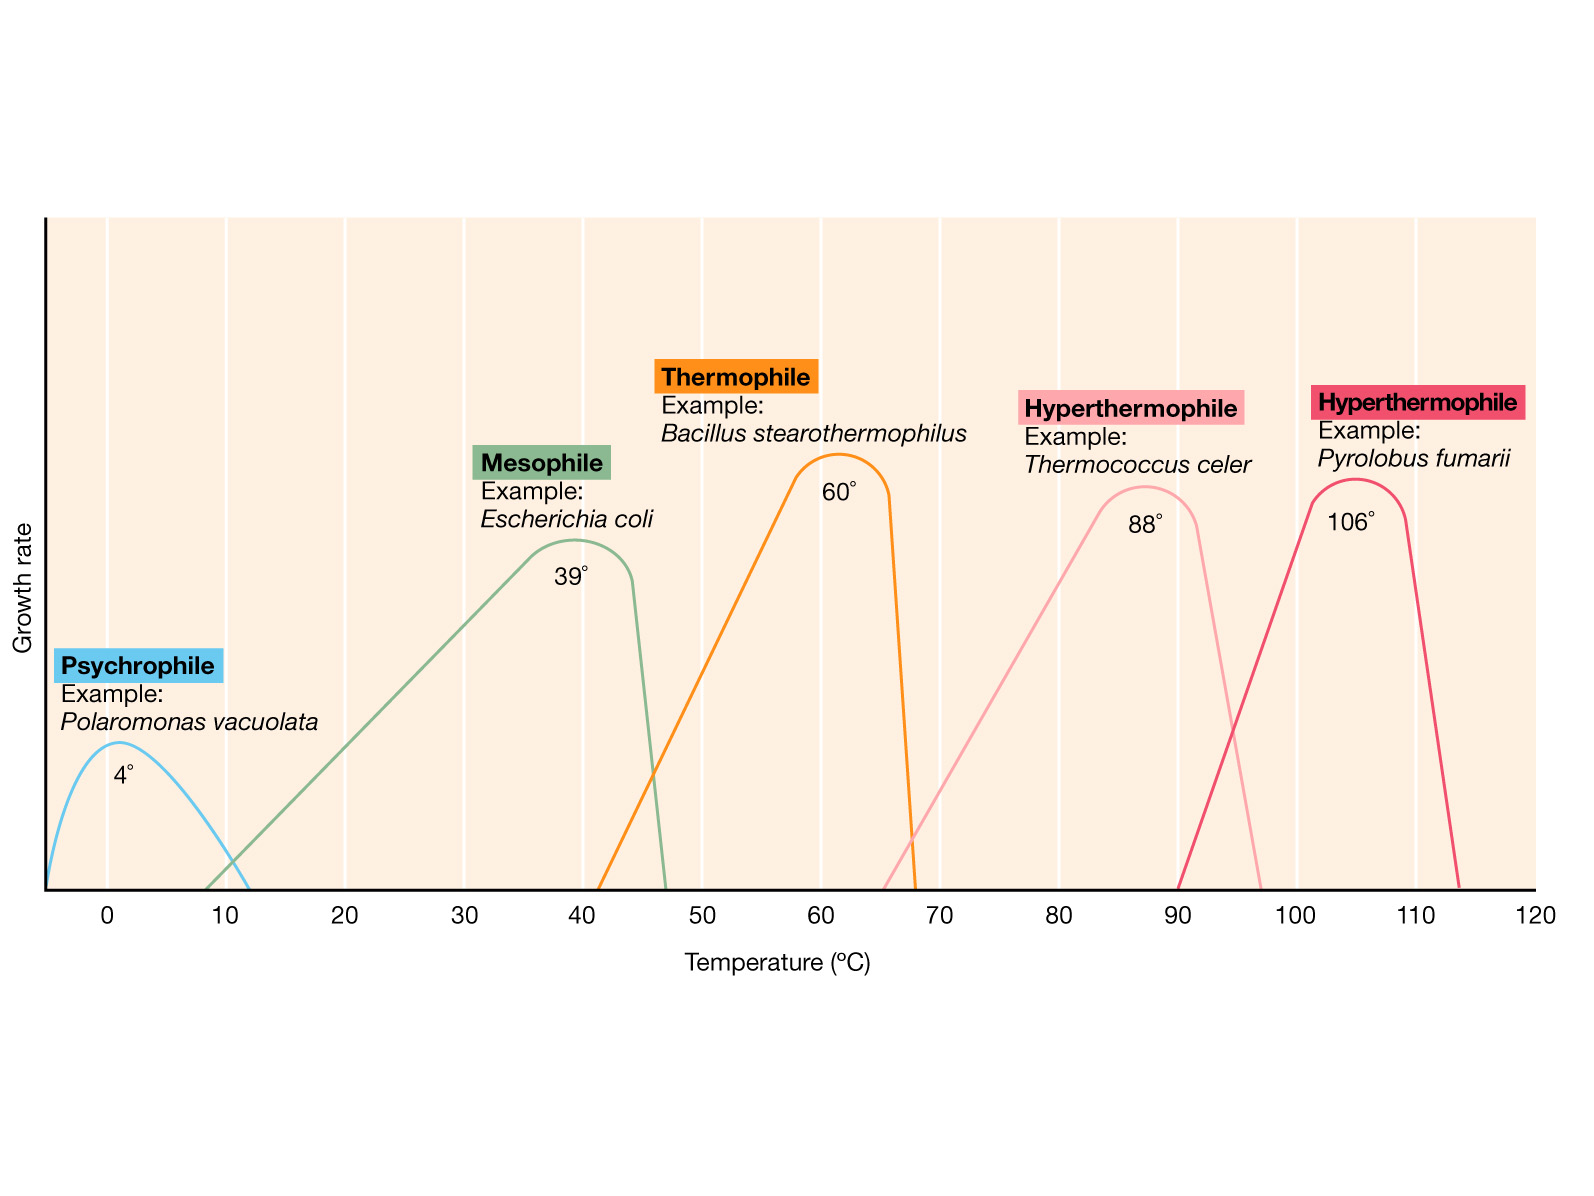 Thermophile
Example:
Bacillus stearothermophilus
Hyperthermophile
Example:
Thermococcus celer
Hyperthermophile
Example:
Pyrolobus fumarii
Mesophile
Example:
Escherichia coli
60°
88°
106°
39°
Growth rate
Psychrophile
Example:
Polaromonas vacuolata
4°
0 10 20 30 40 50 60 70 80 90 100 110 120
Temperature (ºC)